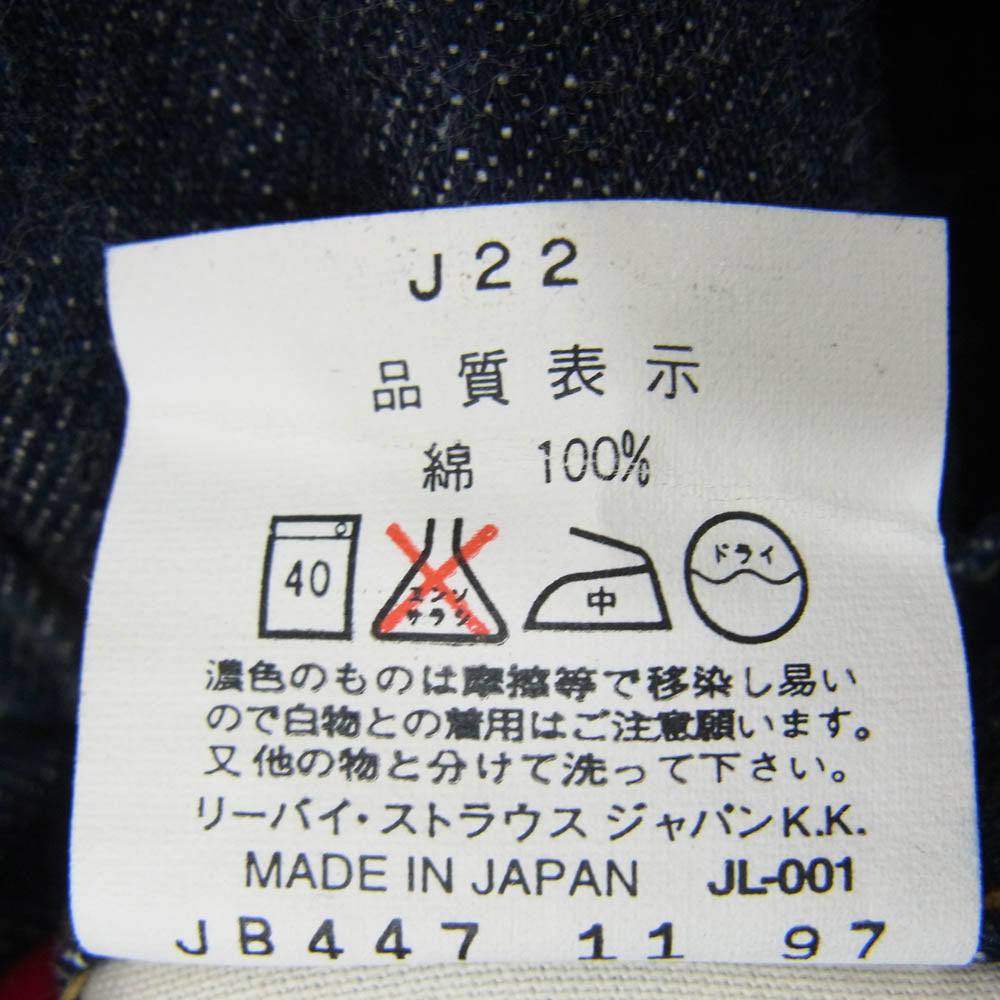 J22
品質表示
綿 100%
40
エンソ
サラシ
中
ドライ
濃色のものは摩擦等で移染し易い
ので白物との着用はご注意願います。
又他の物と分けて洗って下さい。
リーバイ・ストラウス ジャパンK.K.
MADE IN JAPAN JL-001
JB447 11 97